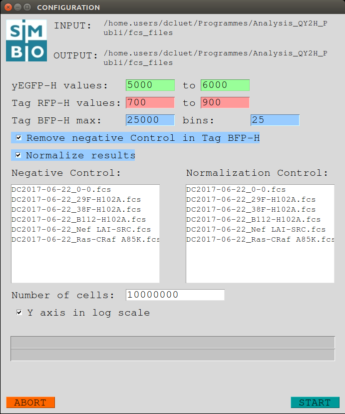 CONFIGURATION
SiM
BIO
INPUT: /home.users/dcluet/Programmes/Analysis_QY2H_P
ubli/fcs_files
OUTPUT: /home.users/dcluet/Programmes/Analysis_QY2H_P
ubli/fcs_files
yEGFP-H values: 5000 to 6000
Tag RFP-H values: 700 to 900
Tag BFP-H max: 25000 bins: 25
Remove negative Control in Tag BFP-H
Normalize results
Negative Control: Normalization Control:
DC2017-06-22_0-0.fcs DC2017-06-22_0-0.fcs
DC2017-06-22_29F-H102A.fcs DC2017-06-22_29F-H102A.fcs
DC2017-06-22_38F-H102A.fcs DC2017-06-22_38F-H102A.fcs
DC2017-06-22_B112-H102A.fcs DC2017-06-22_B112-H102A.fcs
DC2017-06-22_Nef LAI-SRC.fcs DC2017-06-22_Nef LAI-SRC.fcs
DC2017-06-22_Ras-CRaf A85K.fcs DC2017-06-22_Ras-CRaf A85K.fcs
Number of cells: 10000000
Y axis in log scale
ABORT START